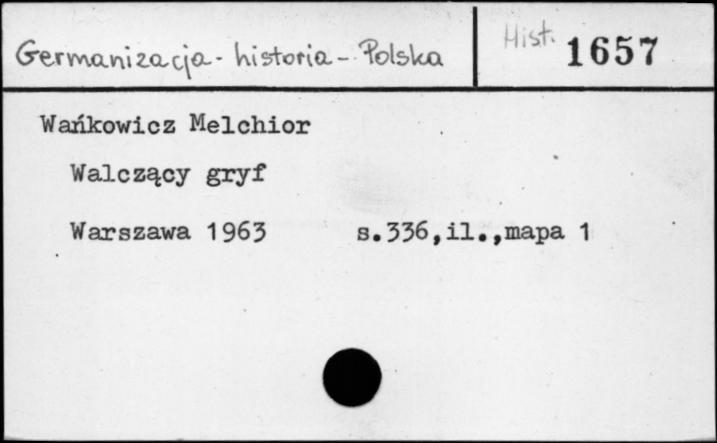 Germanizacja - historia - Polska
Hist. 1657
Wańkowicz Melchior
Walczący gryf
Warszawa 1963 s.336,il.,mapa 1